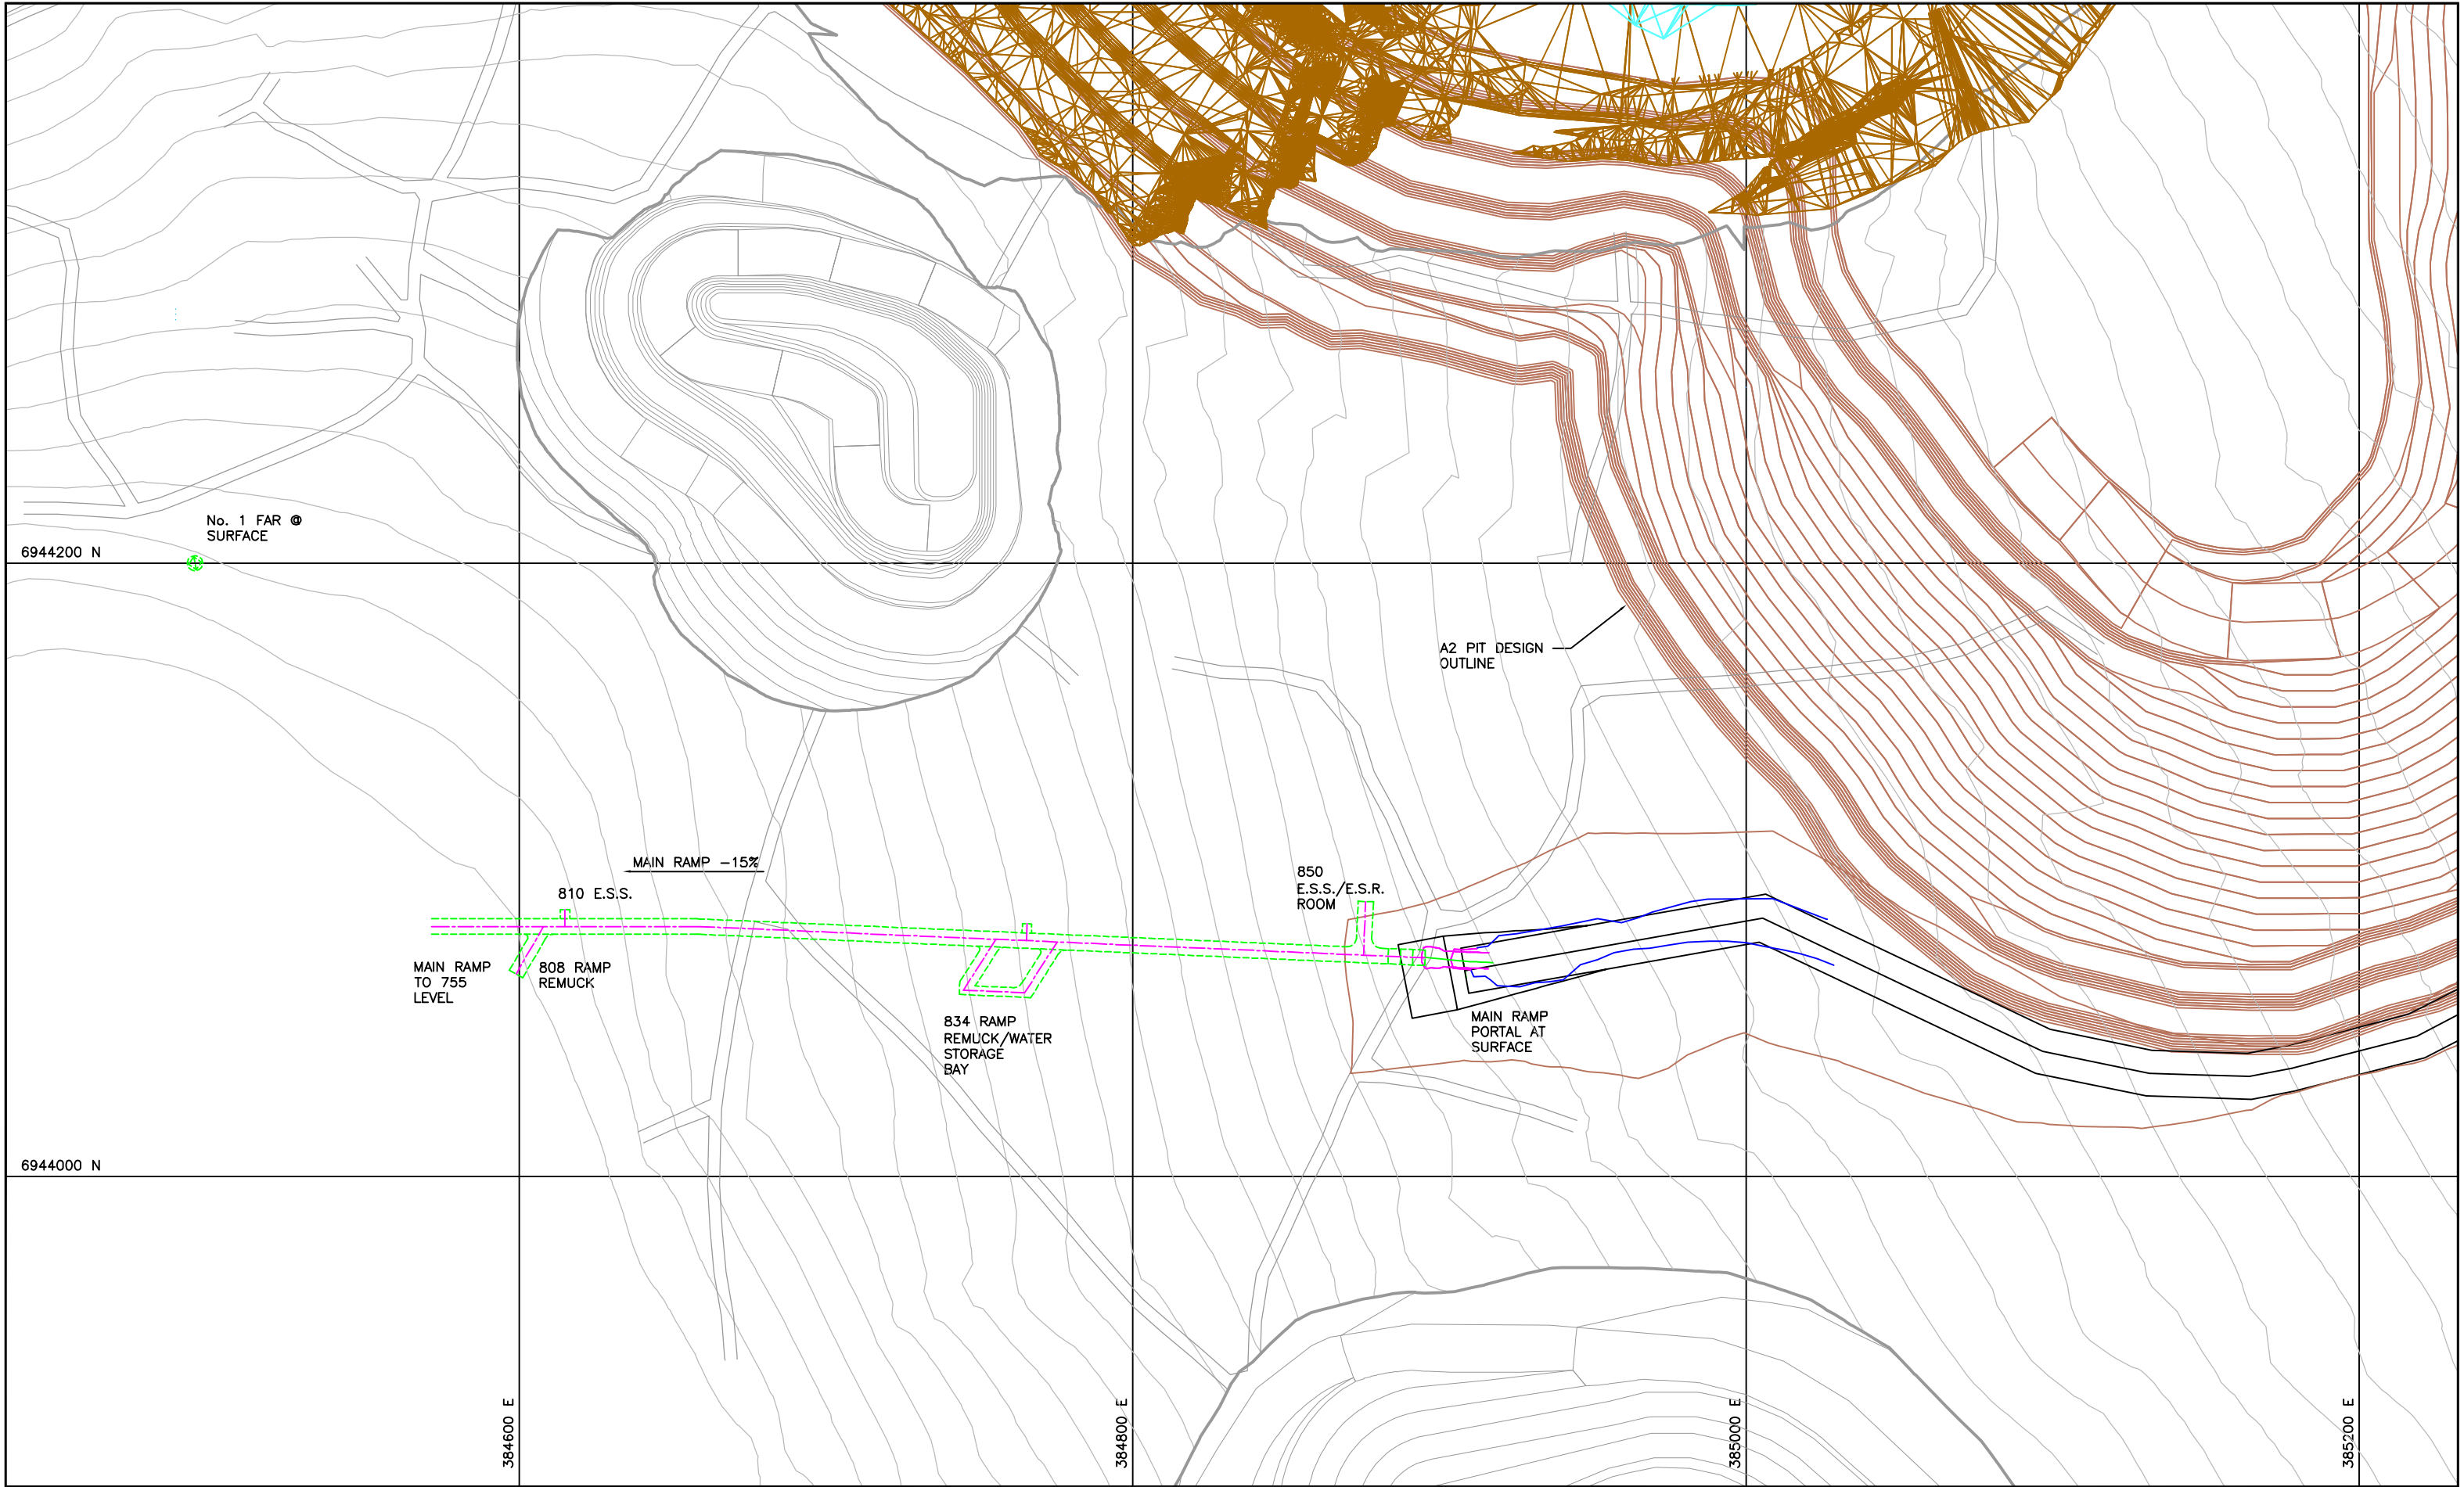 No. 1 FAR @
SURFACE
6944200 N
A2 PIT DESIGN
OUTLINE
MAIN RAMP -15%
810 E.S.S.
850
E.S.S./E.S.R.
ROOM
MAIN RAMP
TO 755
LEVEL
808 RAMP
REMUCK
834 RAMP
REMUCK/WATER
STORAGE
BAY
MAIN RAMP
PORTAL AT
SURFACE
6944000 N
384600 E
384800 E
385000 E
385200 E